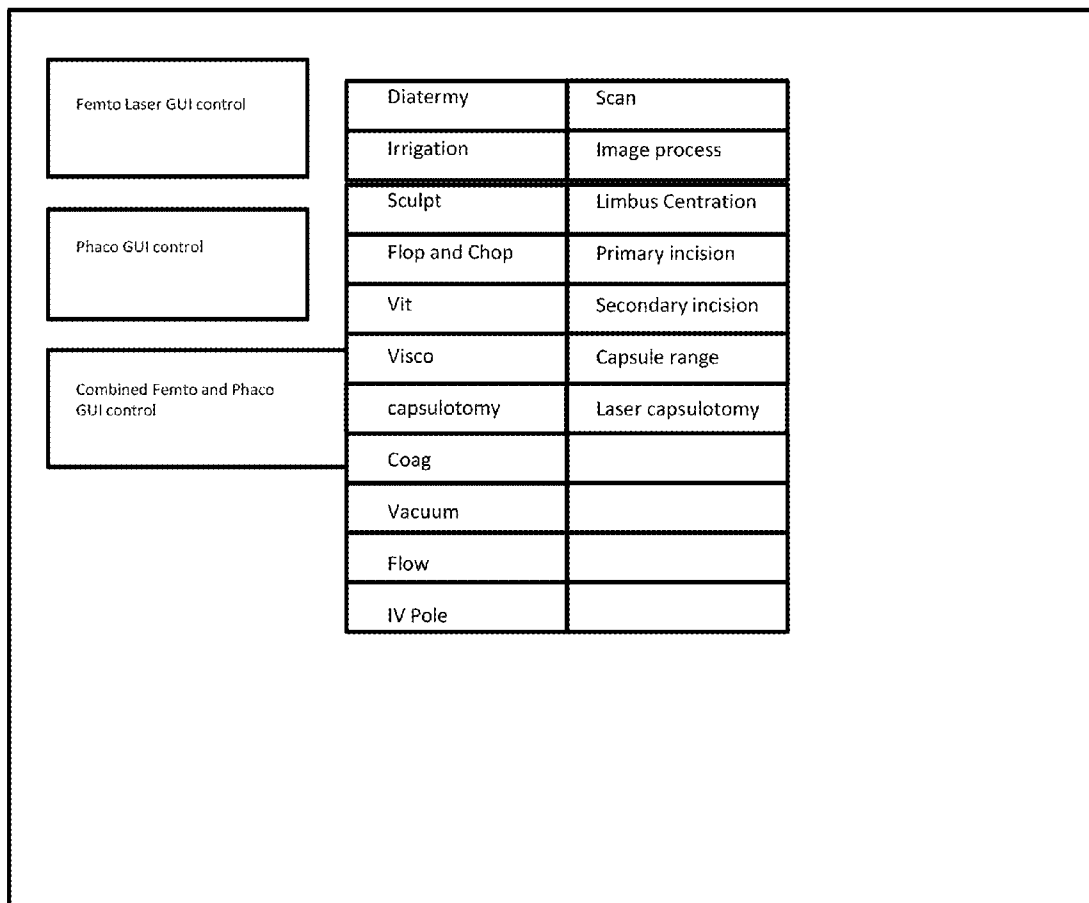 Femto Laser GUI control
Phaco GUI control
Combined Femto and Phaco
GUI control
Diatermy Scan
Irrigation Image process
Sculpt Limbus Centration
Flop and Chop Primary incision
Vit Secondary incision
Visco Capsule range
capsulotomy Laser capsulotomy
Coag
Vacuum
Flow
IV Pole